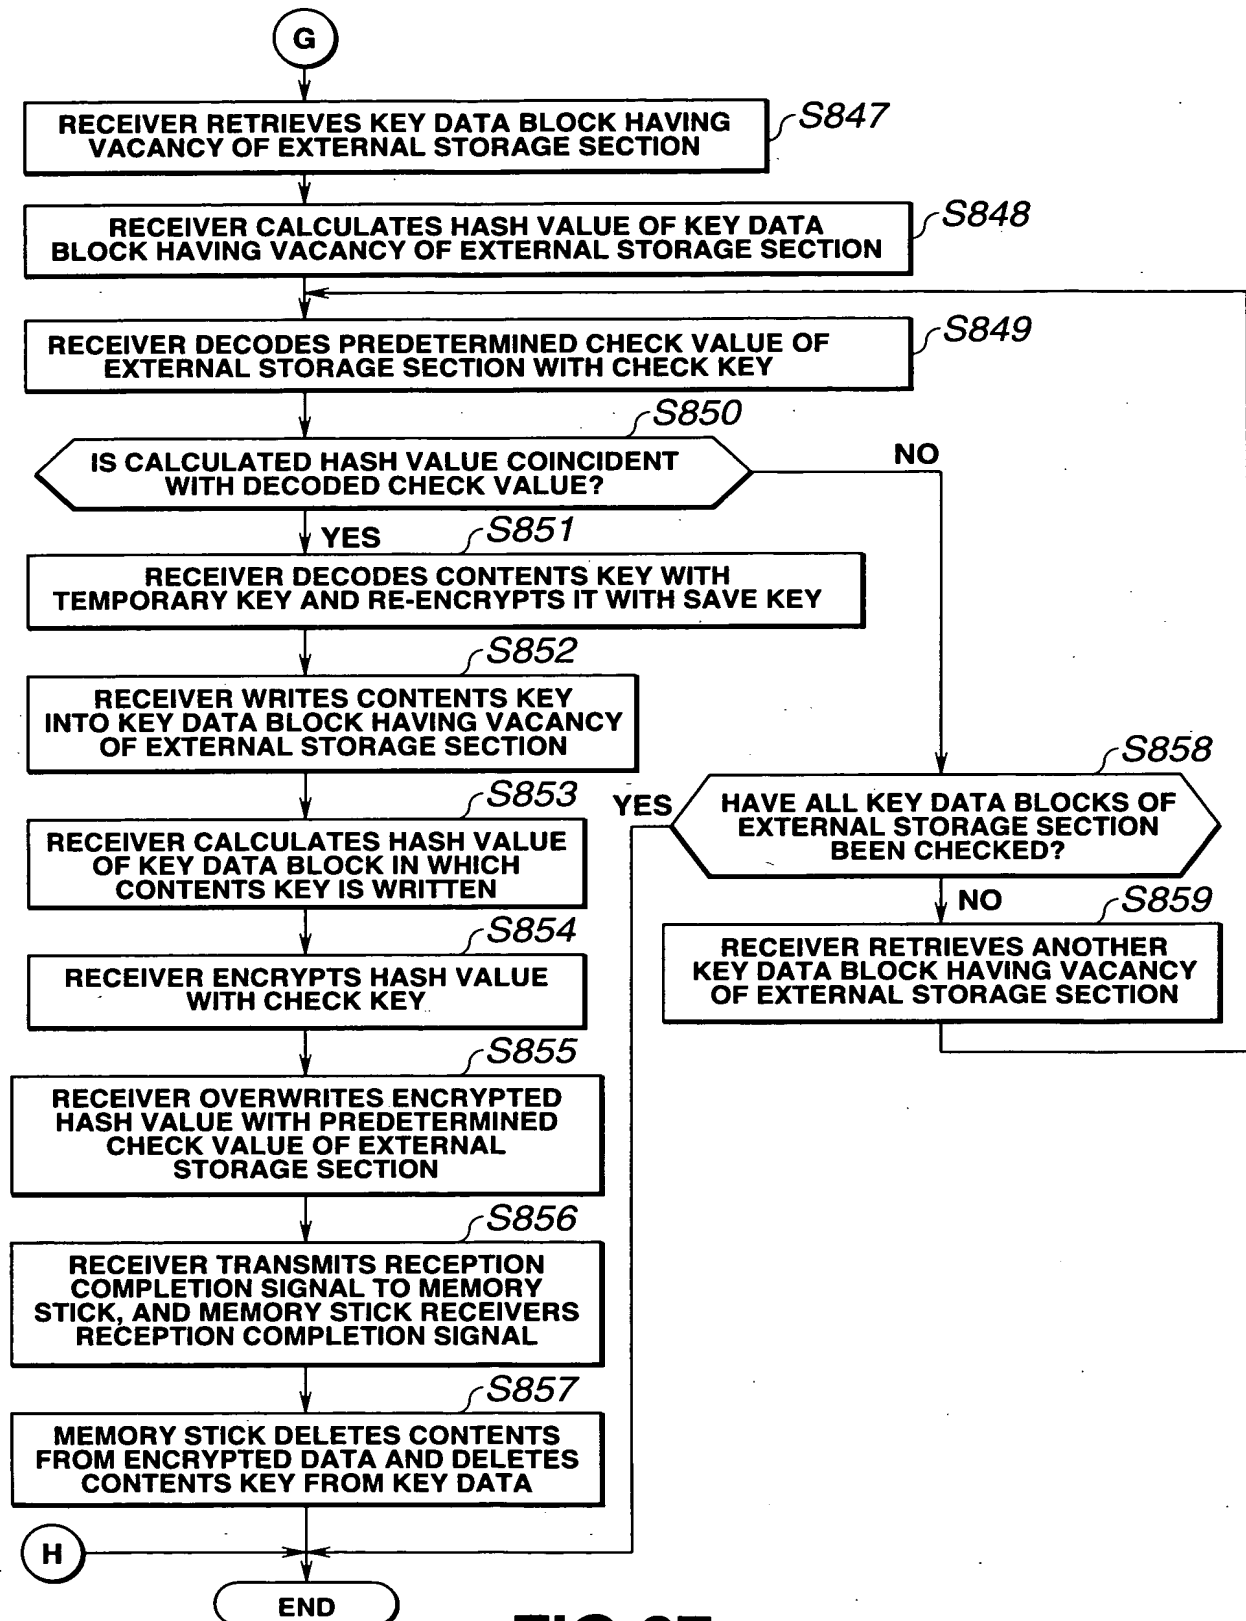 G
RECEIVER RETRIEVES KEY DATA BLOCK HAVING
VACANCY OF EXTERNAL STORAGE SECTION
S847
RECEIVER CALCULATES HASH VALUE OF KEY DATA
BLOCK HAVING VACANCY OF EXTERNAL STORAGE SECTION
S848
RECEIVER DECODES PREDETERMINED CHECK VALUE OF
EXTERNAL STORAGE SECTION WITH CHECK KEY
S849
S850
IS CALCULATED HASH VALUE COINCIDENT
WITH DECODED CHECK VALUE?
NO
YES
S851
RECEIVER DECODES CONTENTS KEY WITH
TEMPORARY KEY AND RE-ENCRYPTS IT WITH SAVE KEY
S852
RECEIVER WRITES CONTENTS KEY
INTO KEY DATA BLOCK HAVING VACANCY
OF EXTERNAL STORAGE SECTION
S853
RECEIVER CALCULATES HASH VALUE
OF KEY DATA BLOCK IN WHICH
CONTENTS KEY IS WRITTEN
S854
RECEIVER ENCRYPTS HASH VALUE
WITH CHECK KEY
S855
RECEIVER OVERWRITES ENCRYPTED
HASH VALUE WITH PREDETERMINED
CHECK VALUE OF EXTERNAL
STORAGE SECTION
S856
RECEIVER TRANSMITS RECEPTION
COMPLETION SIGNAL TO MEMORY
STICK, AND MEMORY STICK RECEIVERS
RECEPTION COMPLETION SIGNAL
S857
MEMORY STICK DELETES CONTENTS
FROM ENCRYPTED DATA AND DELETES
CONTENTS KEY FROM KEY DATA
S858
YES
HAVE ALL KEY DATA BLOCKS OF
EXTERNAL STORAGE SECTION
BEEN CHECKED?
NO
S859
RECEIVER RETRIEVES ANOTHER
KEY DATA BLOCK HAVING VACANCY
OF EXTERNAL STORAGE SECTION
H
END